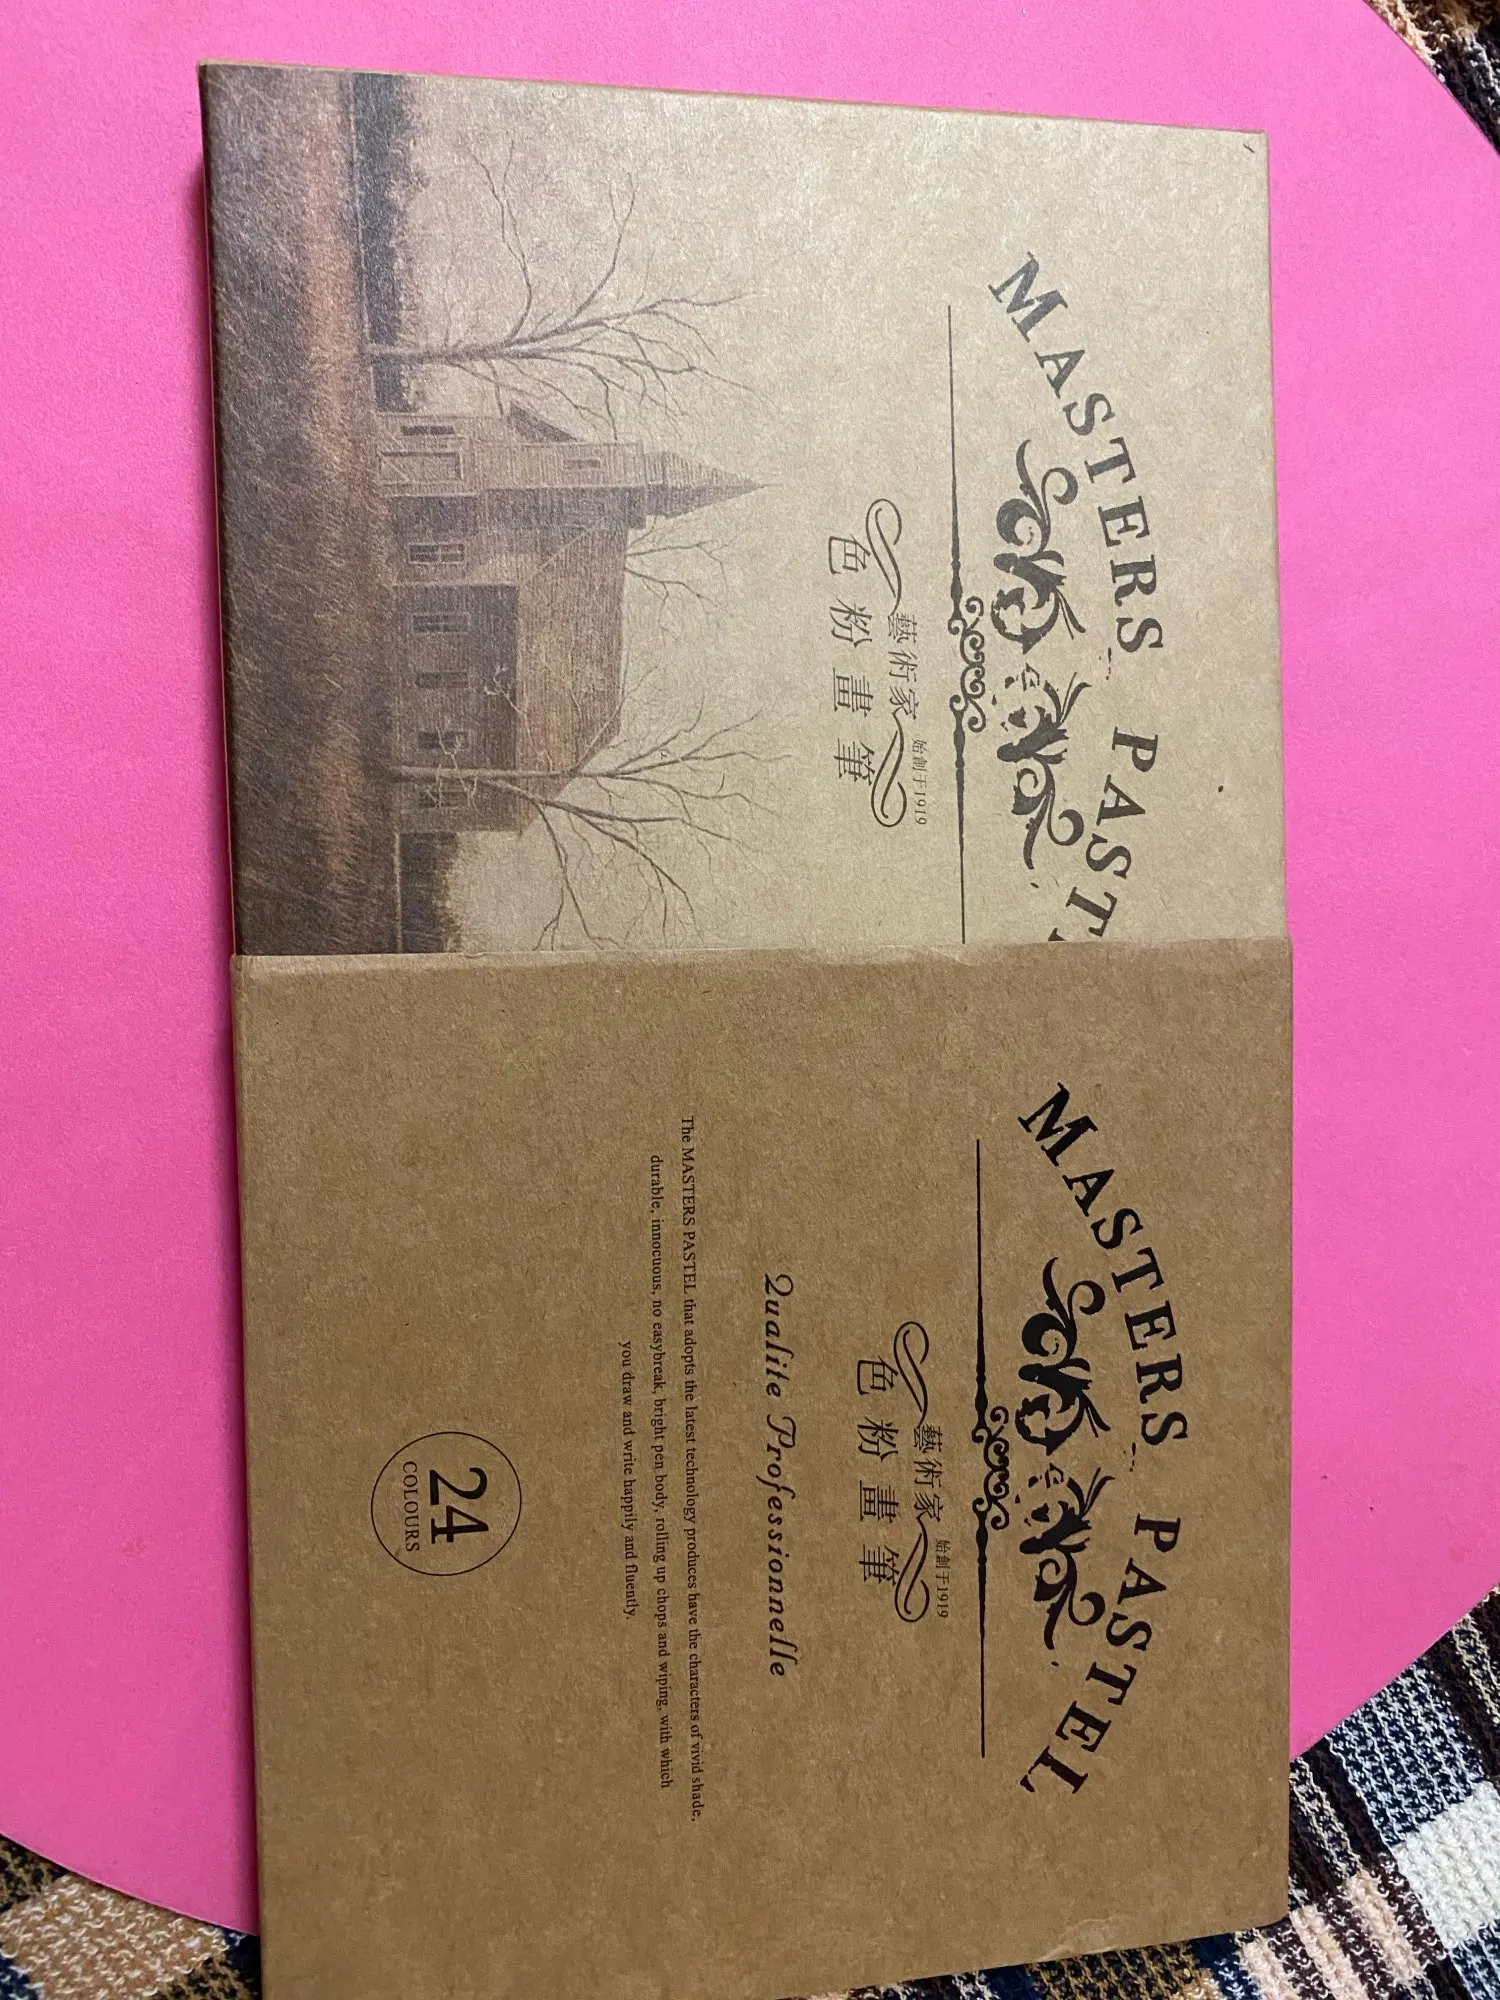 MASTERS PAST
藝術家 始創于1919
色粉畫筆
MASTERS PASTEL
藝術家 始創于1919
色粉畫筆
Qualite Professionnelle
The MASTERS PASTEL that adopts the latest technology produces have the characters of vivid shade,
durable, innocuous, no easybreak, bright pen body, rolling up chops and wiping, with which
you draw and write happily and fluently.
24
COLOURS